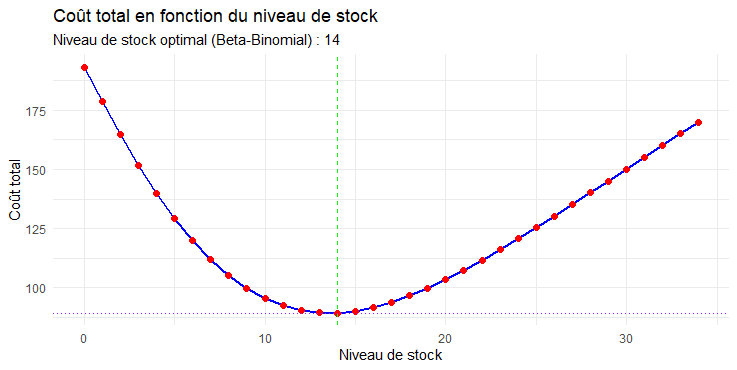 Coût total en fonction du niveau de stock
Niveau de stock optimal (Beta-Binomial) : 14
175
150
125
100
Coût total
0 10 20 30
Niveau de stock